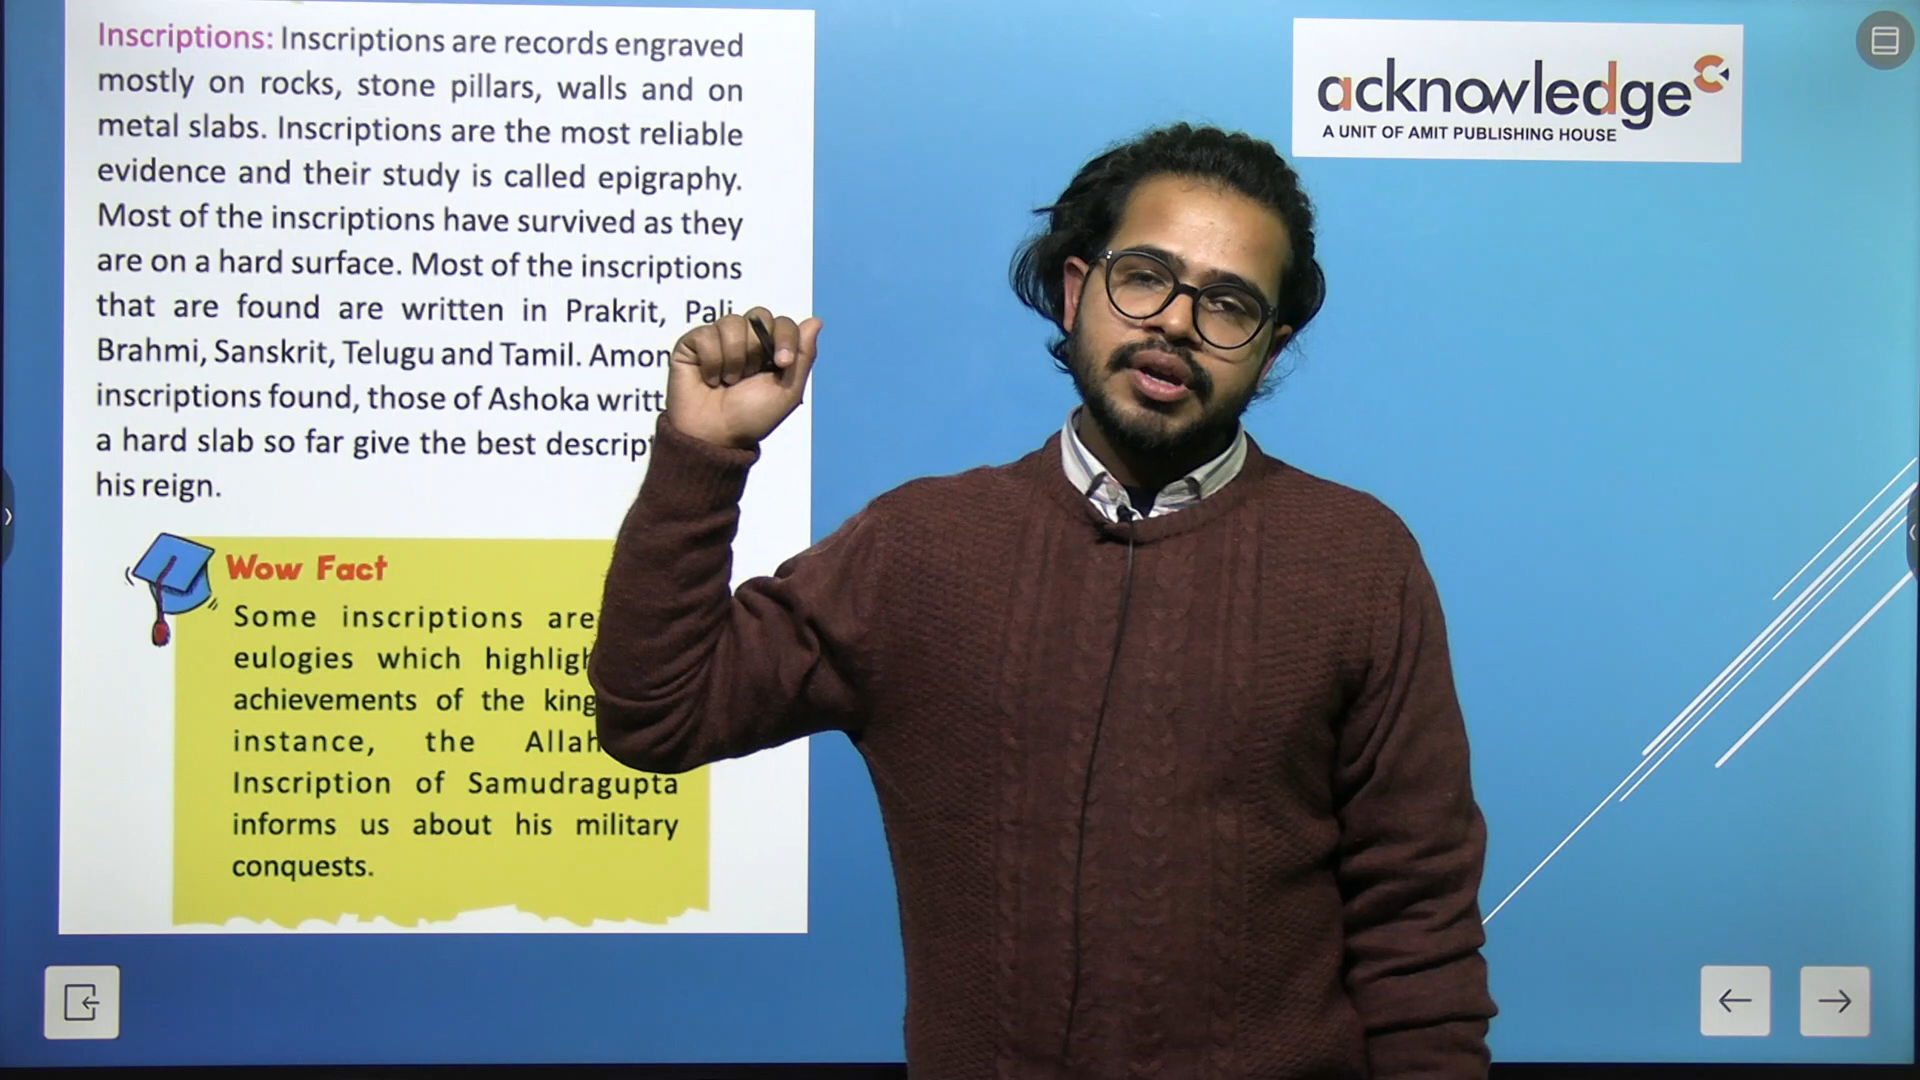 Inscriptions: Inscriptions are records engraved
mostly on rocks, stone pillars, walls and on
metal slabs. Inscriptions are the most reliable
evidence and their study is called epigraphy.
Most of the inscriptions have survived as they
are on a hard surface. Most of the inscriptions
that are found are written in Prakrit, Pali
Brahmi, Sanskrit, Telugu and Tamil.
inscriptions found, those of Ashoka
a hard slab so far give the best
his reign.
Wow Fact
Some inscriptions are
eulogies which
achievements of the
instance, the
Inscription of Samudragupta
informs us about his military
conquests.
acknowledge
A UNIT OF AMIT PUBLISHING HOUSE